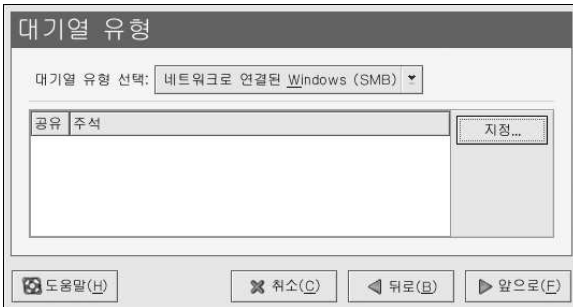 대기열 유형
대기열 유형 선택: 네트워크로 연결된 Windows (SMB)
공유 주석
지정...
도움말(H) 취소(C) 뒤로(B) 앞으로(F)